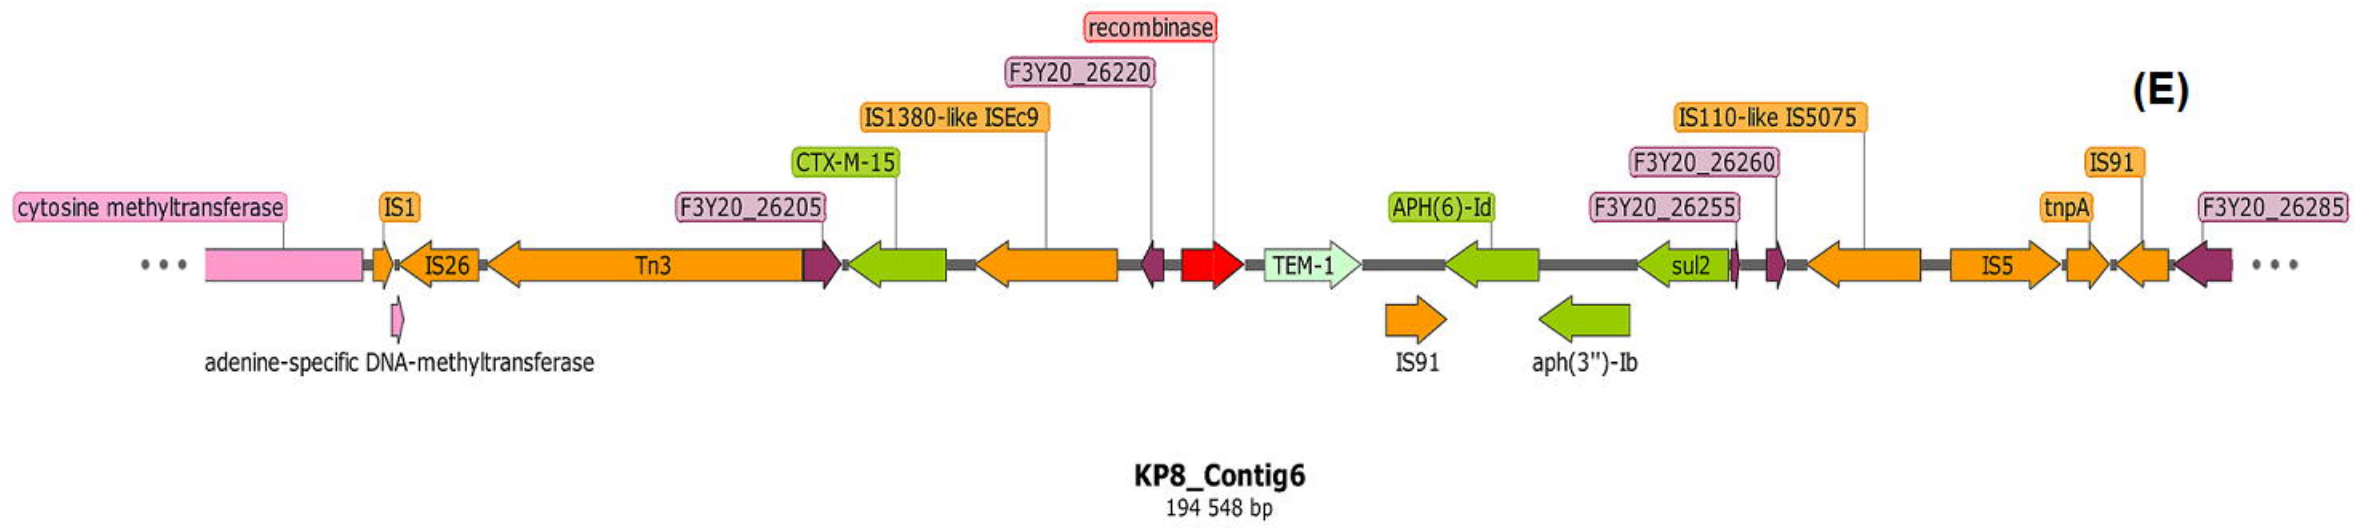 recombinase
F3Y20_26220
(E)
IS1380-like ISEc9
IS110-like IS5075
CTX-M-15
F3Y20_26260
IS91
cytosine methyltransferase
IS1
F3Y20_26205
APH(6)-Id
F3Y20_26255
tnpA
F3Y20_26285
IS26
Tn3
TEM-1
sul2
IS5
adenine-specific DNA-methyltransferase
IS91
aph(3")-Ib
KP8_Contig6
194 548 bp